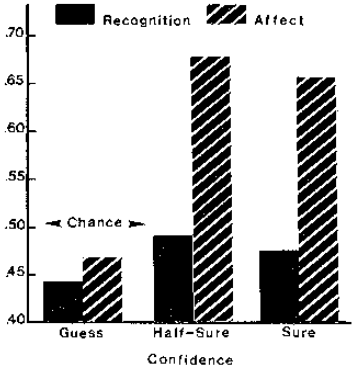 Recognition Affect
.70
.65
.60
.55
.50
.45
.40
Chance
Guess Half-Sure Sure
Confidence